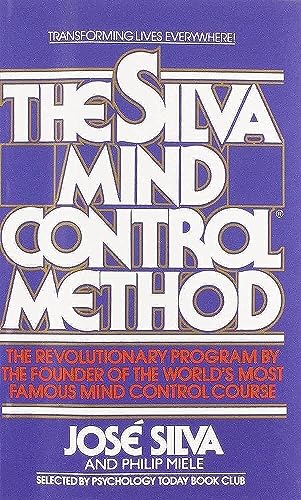 TRANSFORMING LIVES EVERYWHERE!
THE SILVA
MIND
CONTROL®
METHOD
THE REVOLUTIONARY PROGRAM BY
THE FOUNDER OF THE WORLD'S MOST
FAMOUS MIND CONTROL COURSE
JOSÉ SILVA
AND PHILIP MIELE
SELECTED BY PSYCHOLOGY TODAY BOOK CLUB